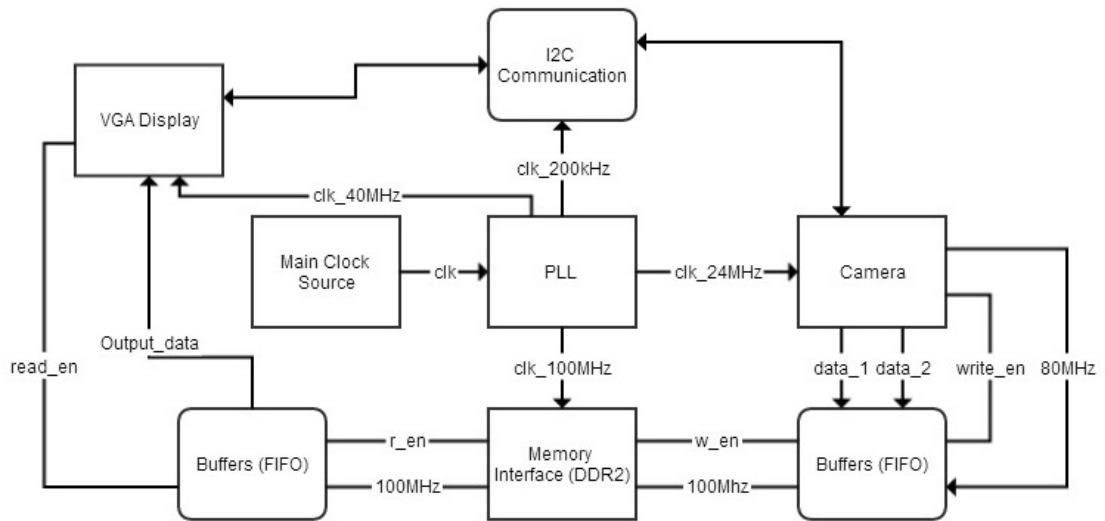 I2C
Communication
VGA Display
clk_200kHz
clk_40MHz
Main Clock
Source
clk
PLL
clk_24MHz
Camera
Output_data
read_en
clk_100MHz
data_1
data_2
write_en
80MHz
Buffers (FIFO)
r_en
100MHz
Memory
Interface (DDR2)
w_en
100Mhz
Buffers (FIFO)